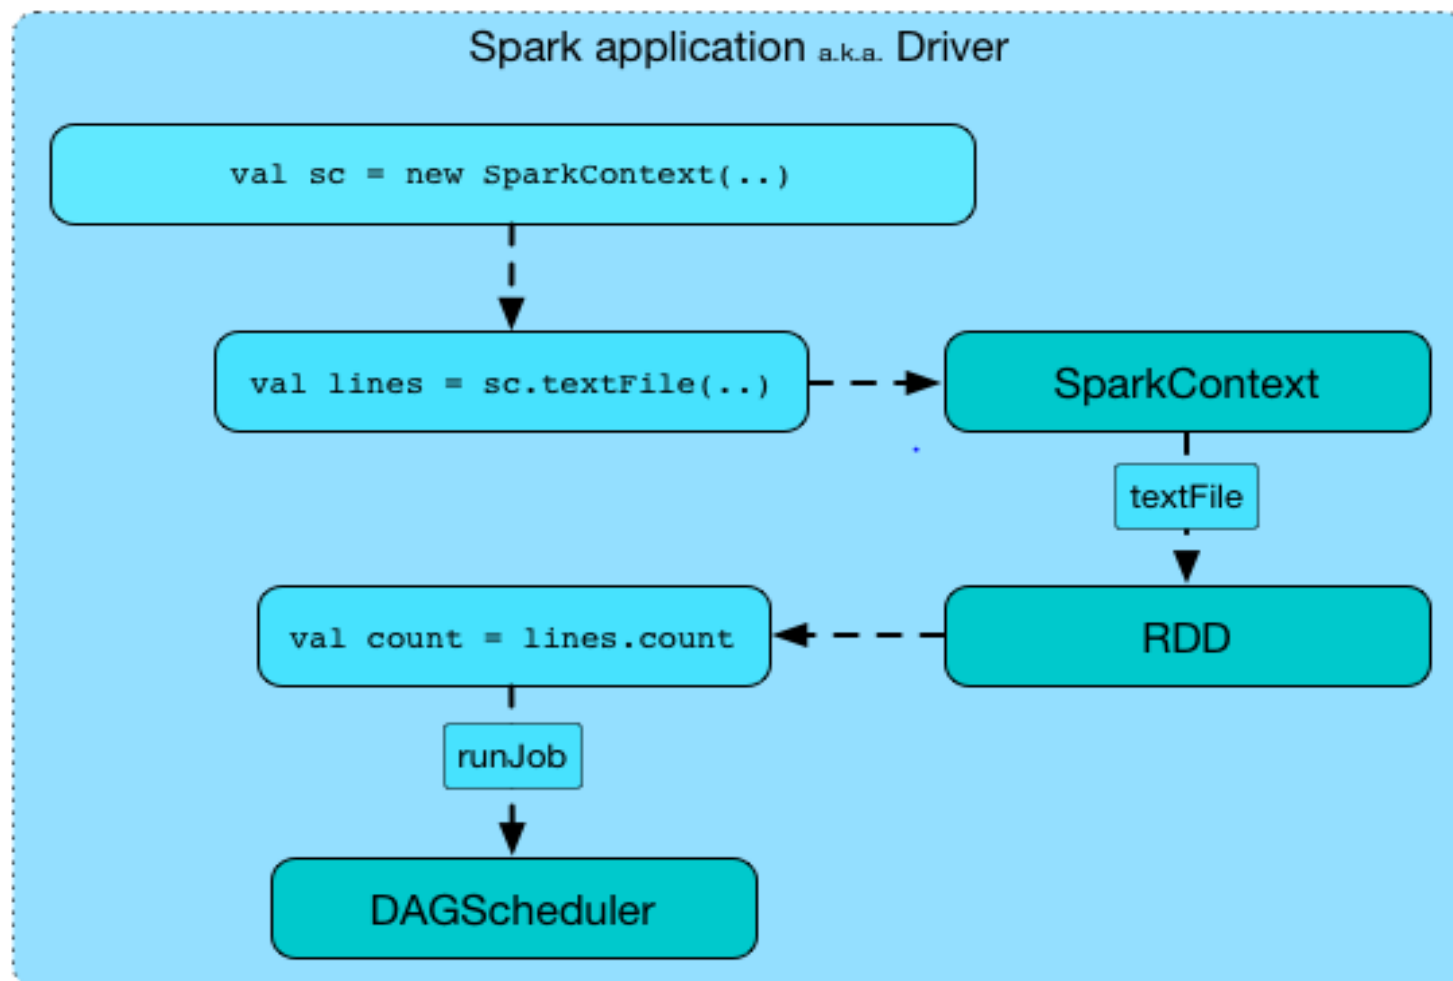 Spark application a.k.a. Driver
val sc = new SparkContext(..)
val lines = sc.textFile(..)
SparkContext
textFile
val count = lines.count
RDD
runJob
DAGScheduler